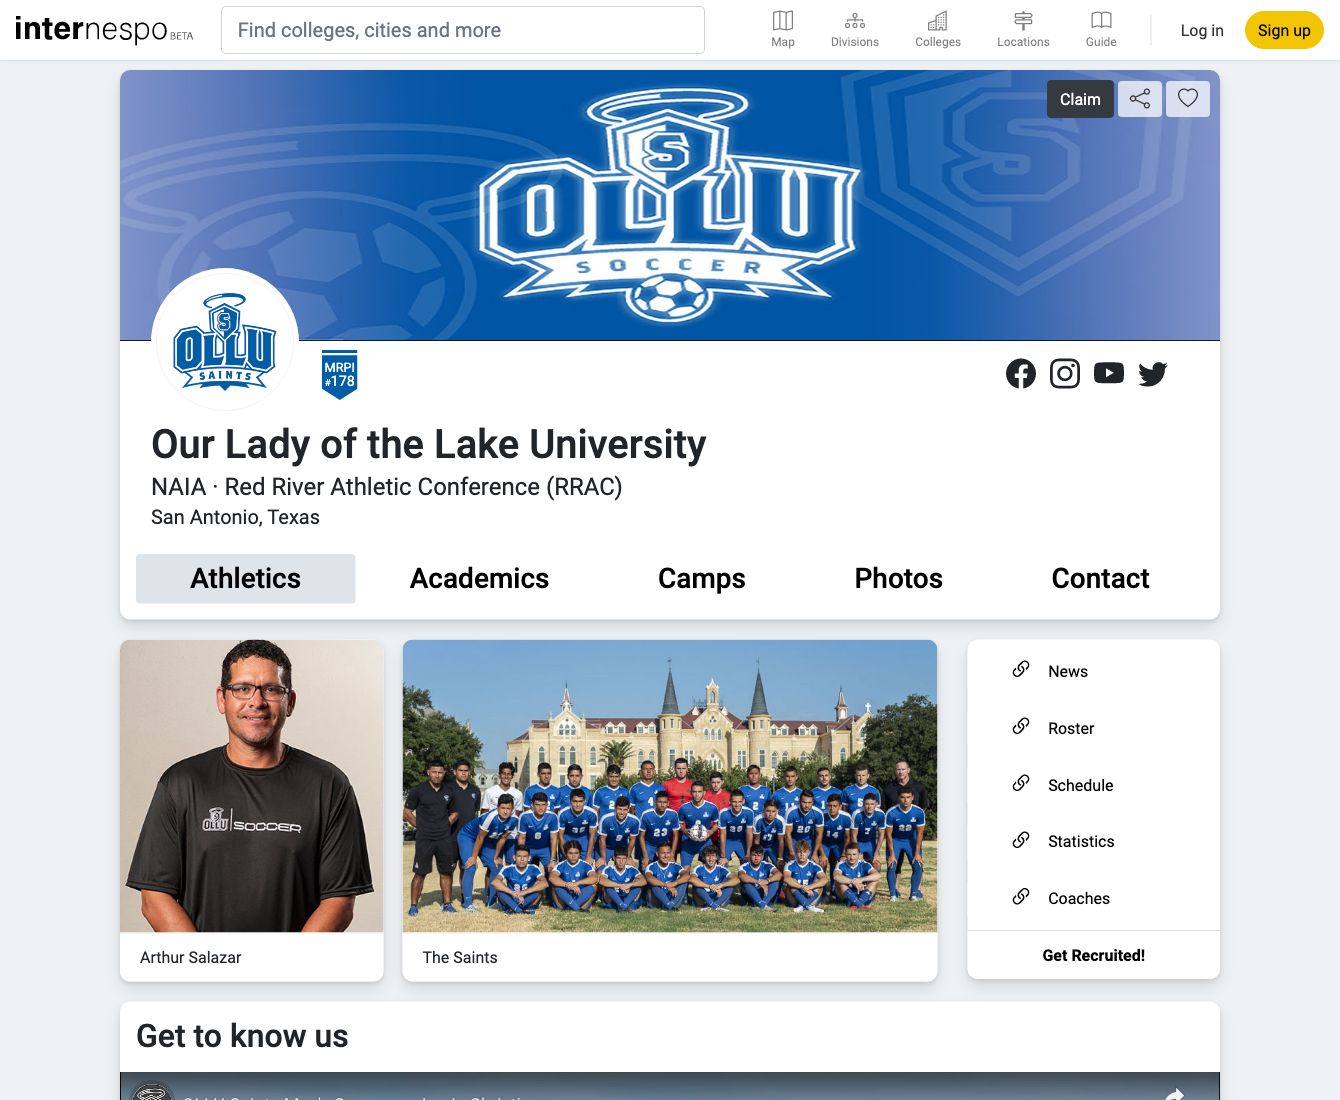 internespo BETA
Find colleges, cities and more
Map
Divisions
Colleges
Locations
Guide
Log in
Sign up
Claim
S
OLLU
SOCCER
S
S
OLLU
SAINTS
MRPI
#178
Our Lady of the Lake University
NAIA · Red River Athletic Conference (RRAC)
San Antonio, Texas
Athletics
Academics
Camps
Photos
Contact
OLLU SOCCER
Arthur Salazar
The Saints
News
Roster
Schedule
Statistics
Coaches
Get Recruited!
Get to know us